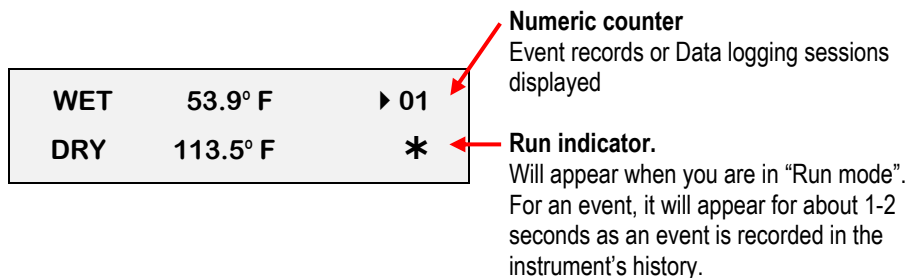 Numeric counter
Event records or Data logging sessions
displayed
WET 53.9° F ▶ 01
DRY 113.5° F *
Run indicator.
Will appear when you are in “Run mode”.
For an event, it will appear for about 1-2
seconds as an event is recorded in the
instrument’s history.